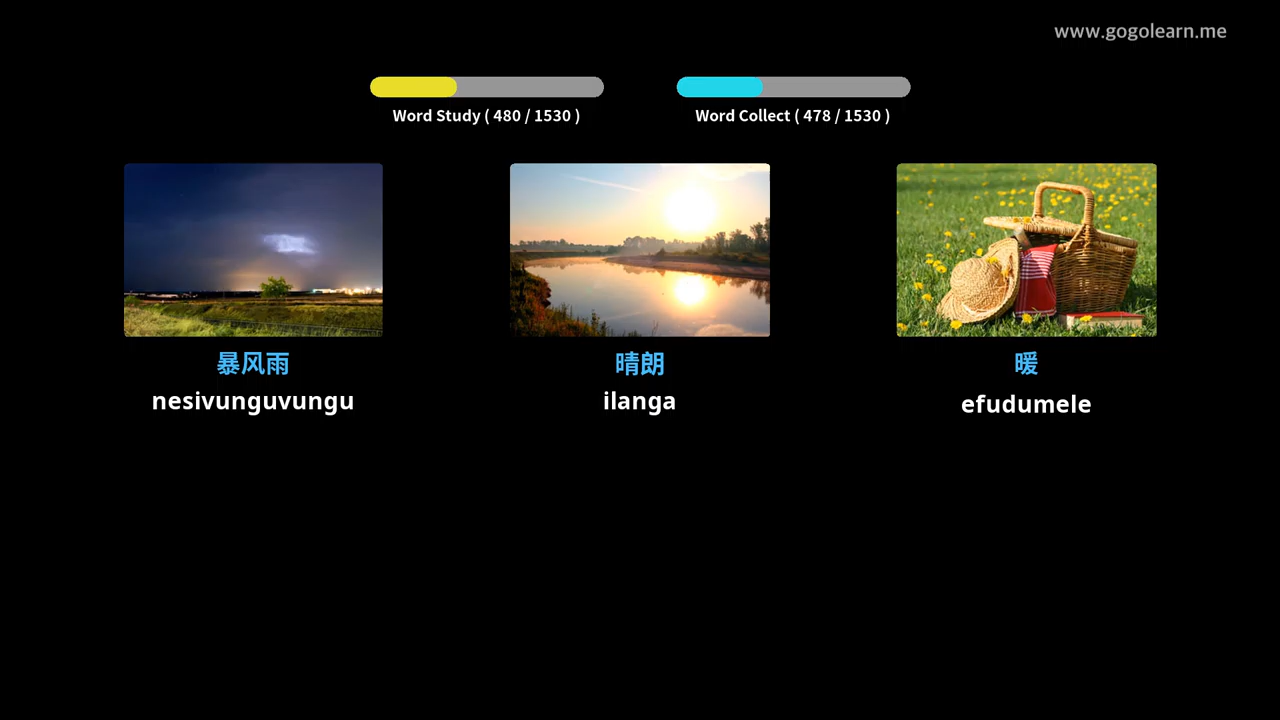 www.gogolearn.me
Word Study ( 480 / 1530 )
Word Collect ( 478 / 1530 )
暴风雨
晴朗
暖
nesivunguvungu
ilanga
efudumele